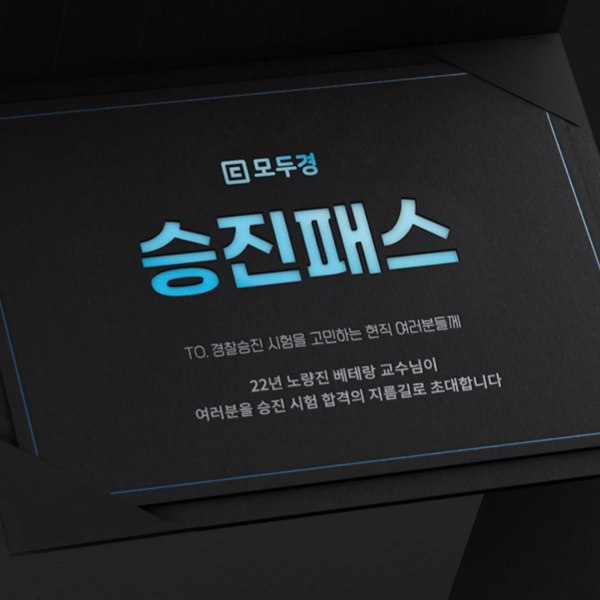 모두경
승진패스
TO. 경찰승진 시험을 고민하는 현직 여러분들께
22년 노량진 베테랑 교수님이
여러분을 승진 시험 합격의 지름길로 초대합니다